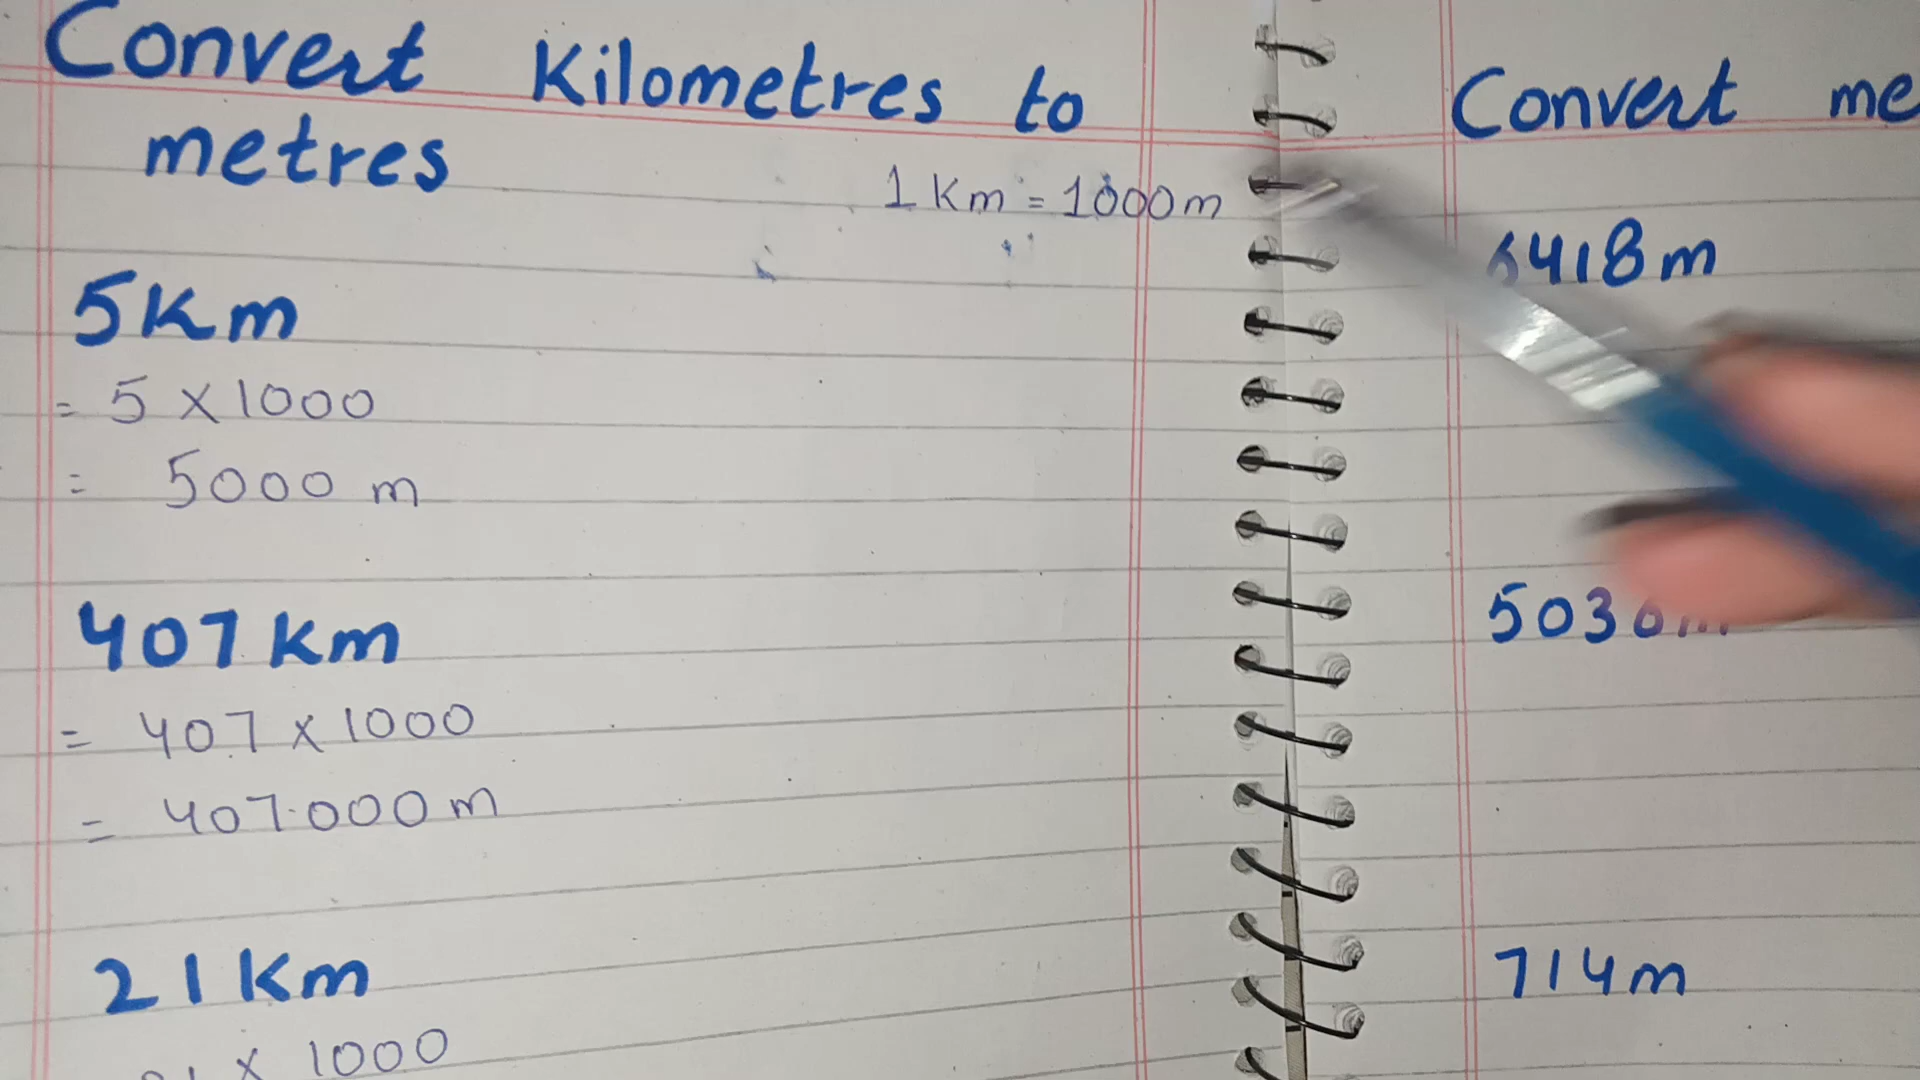 Convert Kilometres to
metres
1 Km = 1000m
5Km
= 5 X 1000
= 5000 m
407 Km
= 407 x 1000
= 407.000 m
21 Km
x 1000
Convert
418m
503
714m